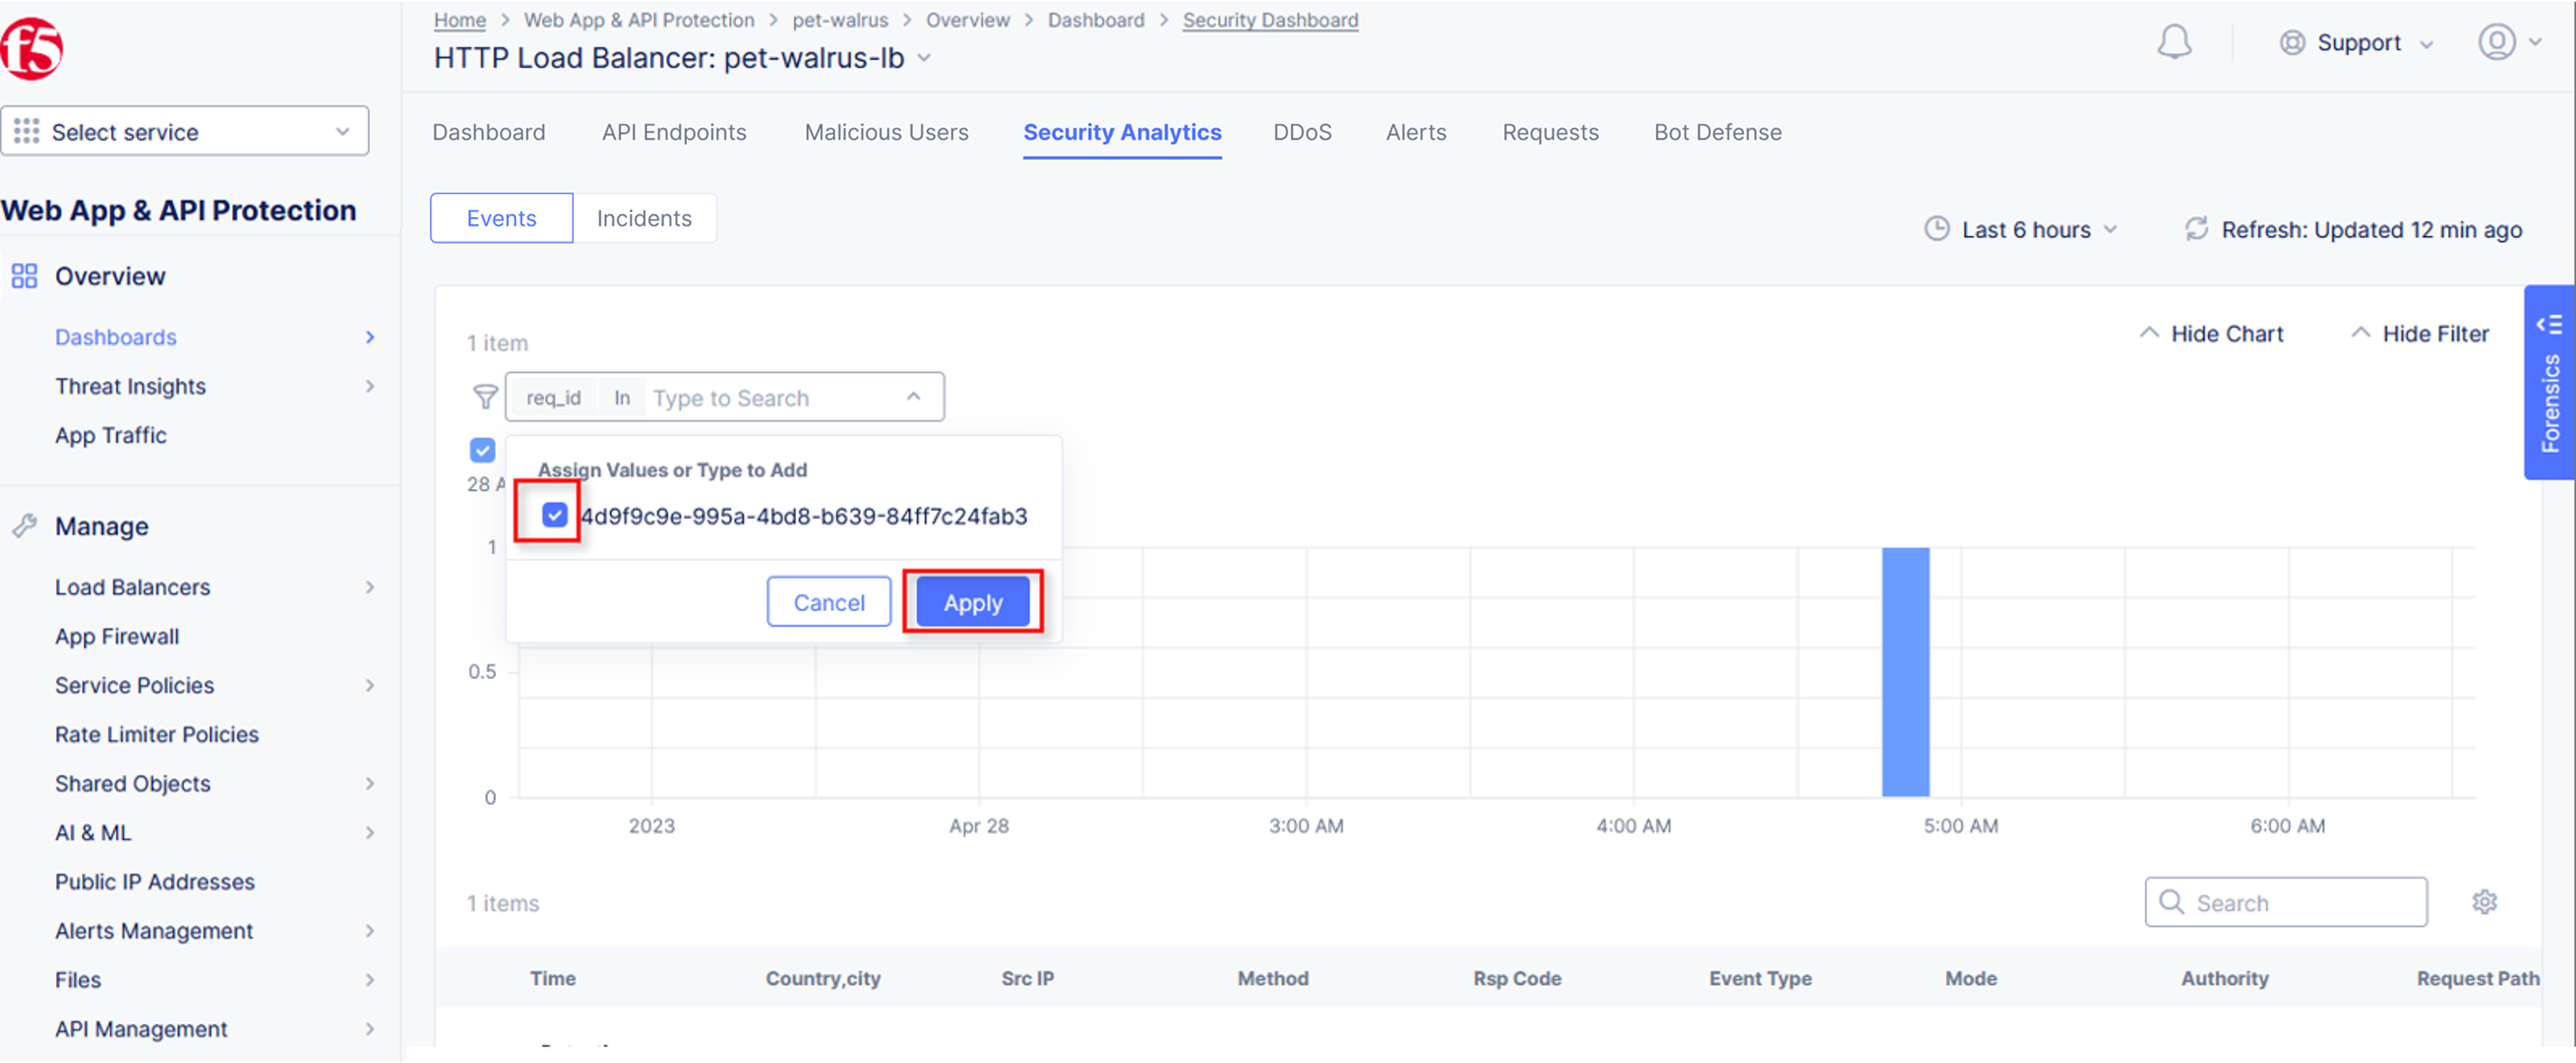 f5
Home > Web App & API Protection > pet-walrus > Overview > Dashboard > Security Dashboard
HTTP Load Balancer: pet-walrus-lb
Support
Select service
Web App & API Protection
Overview
Dashboards
Threat Insights
App Traffic
Manage
Load Balancers
App Firewall
Service Policies
Rate Limiter Policies
Shared Objects
AI & ML
Public IP Addresses
Alerts Management
Files
API Management
Dashboard API Endpoints Malicious Users Security Analytics DDoS Alerts Requests Bot Defense
Events Incidents
Last 6 hours Refresh: Updated 12 min ago
1 item
Hide Chart Hide Filter
Forensics
req_id In Type to Search
28 A
Assign Values or Type to Add
4d9f9c9e-995a-4bd8-b639-84ff7c24fab3
Cancel Apply
1
0.5
0
2023 Apr 28 3:00 AM 4:00 AM 5:00 AM 6:00 AM
1 items
Search
Time Country,city Src IP Method Rsp Code Event Type Mode Authority Request Path